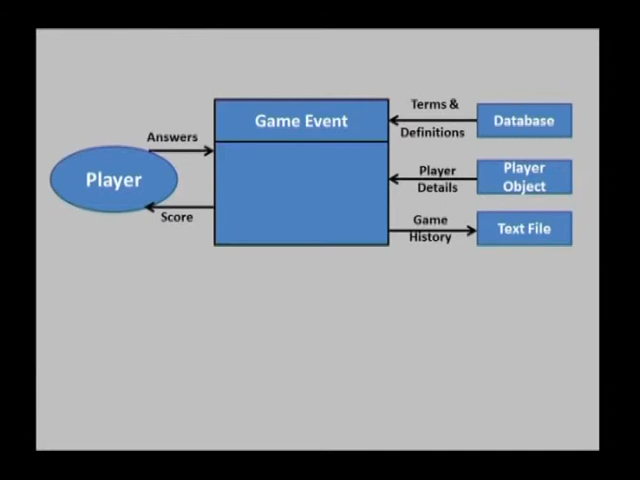 Player
Answers
Score
Game Event
Terms &
Definitions
Player
Details
Game
History
Database
Player
Object
Text File